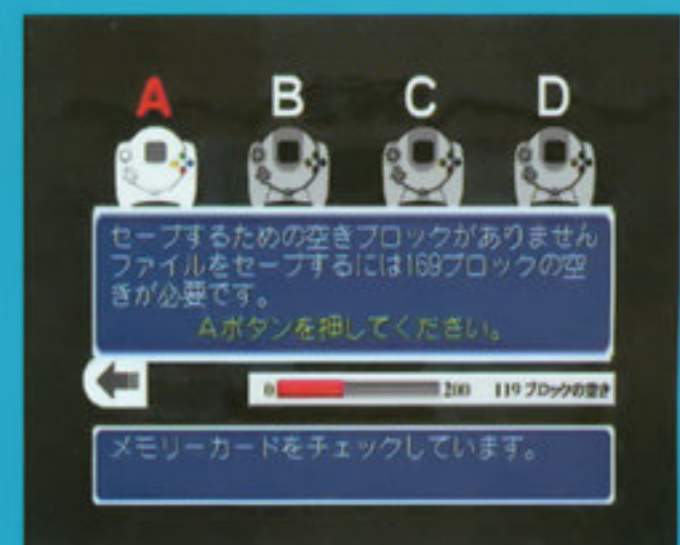 A B C D
セーブするための空きブロックがありません
ファイルをセーブするには169ブロックの空
きが必要です。
Aボタンを押してください。
0 200 119ブロックの空き
メモリーカードをチェックしています。